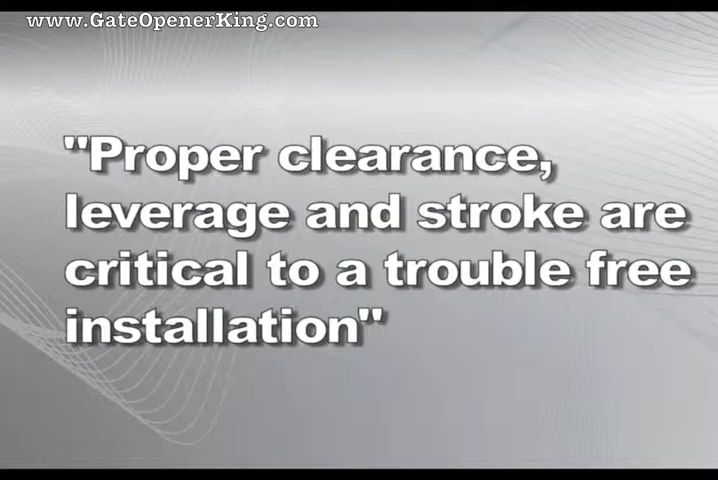 www.GateOpenerKing.com
"Proper clearance,
leverage and stroke are
critical to a trouble free
installation"